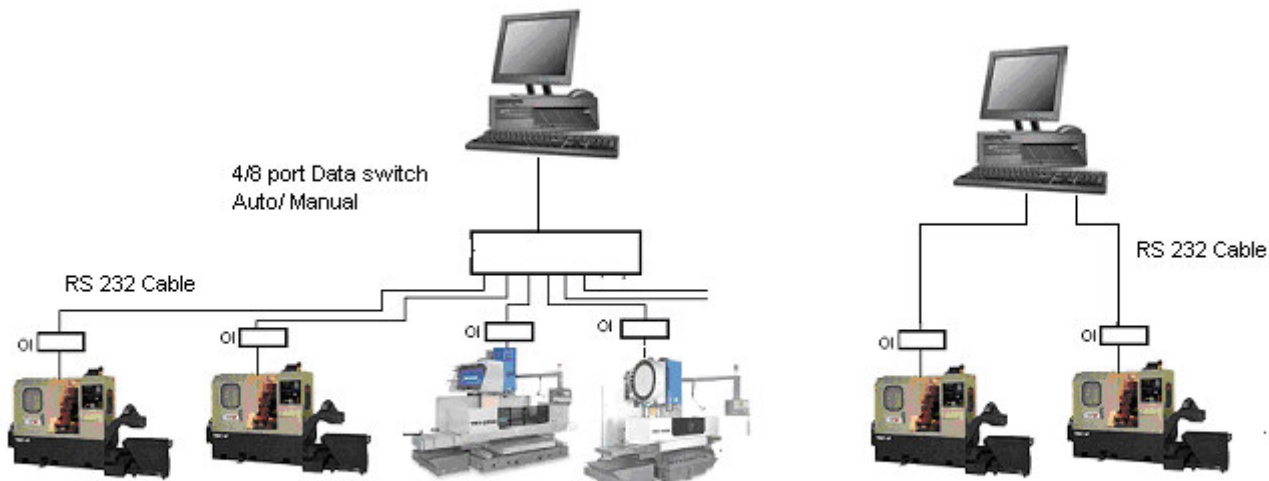 4/8 port Data switch
Auto/ Manual
RS 232 Cable
RS 232 Cable
OI
OI
OI
OI
OI
OI